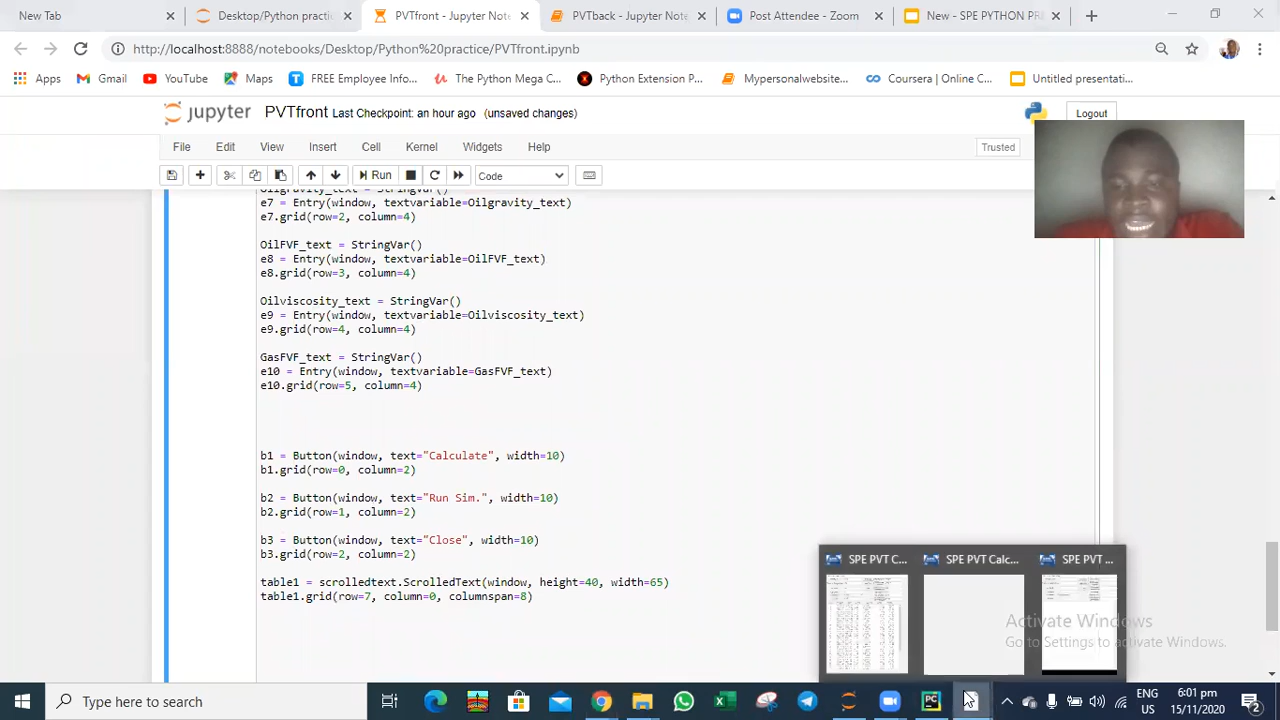 New Tab
Desktop/Python practic
PVTfront - Jupyter Note
PVTback - Jupyter Note
Post Attendee - Zoom
New - SPE PYTHON PRE
http://localhost:8888/notebooks/Desktop/Python%20practice/PVTfront.ipynb
Apps
Gmail
YouTube
Maps
FREE Employee Info...
The Python Mega C...
Python Extension P...
Mypersonalwebsite...
Coursera | Online C...
Untitled presentati...
jupyter PVTfront Last Checkpoint: an hour ago (unsaved changes)
Logout
File Edit View Insert Cell Kernel Widgets Help
Trusted
Run
Code
Oilgravity_text = StringVar()
e7 = Entry(window, textvariable=Oilgravity_text)
e7.grid(row=2, column=4)
OilFVF_text = StringVar()
e8 = Entry(window, textvariable=OilFVF_text)
e8.grid(row=3, column=4)
Oilviscosity_text = StringVar()
e9 = Entry(window, textvariable=Oilviscosity_text)
e9.grid(row=4, column=4)
GasFVF_text = StringVar()
e10 = Entry(window, textvariable=GasFVF_text)
e10.grid(row=5, column=4)
b1 = Button(window, text="Calculate", width=10)
b1.grid(row=0, column=2)
b2 = Button(window, text="Run Sim.", width=10)
b2.grid(row=1, column=2)
b3 = Button(window, text="Close", width=10)
b3.grid(row=2, column=2)
table1 = scrolledtext.ScrolledText(window, height=40, width=65)
table1.grid(row=7, column=0, columnspan=8)
SPE PVT C...
SPE PVT Calc...
SPE PVT ...
Activate Windows
Go to Settings to activate Windows.
Type here to search
ENG
US
6:01 pm
15/11/2020
2